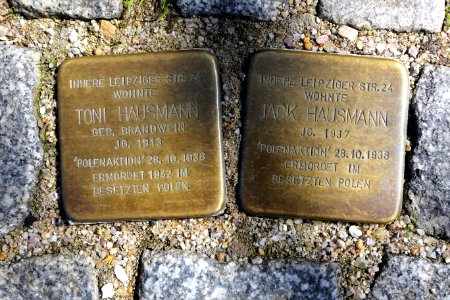 INNERE LEIPZIGER STR.24
WOHNTE
TONI HAUSMANN
GEB. BRANDWEIN
JG. 1913
'POLENAKTION' 28.10.1938
ERMORDET 1942 IM
BESETZTEN POLEN
INNERE LEIPZIGER STR.24
WOHNTE
JACK HAUSMANN
JG. 1937
'POLENAKTION' 28.10.1938
ERMORDET IM
BESETZTEN POLEN